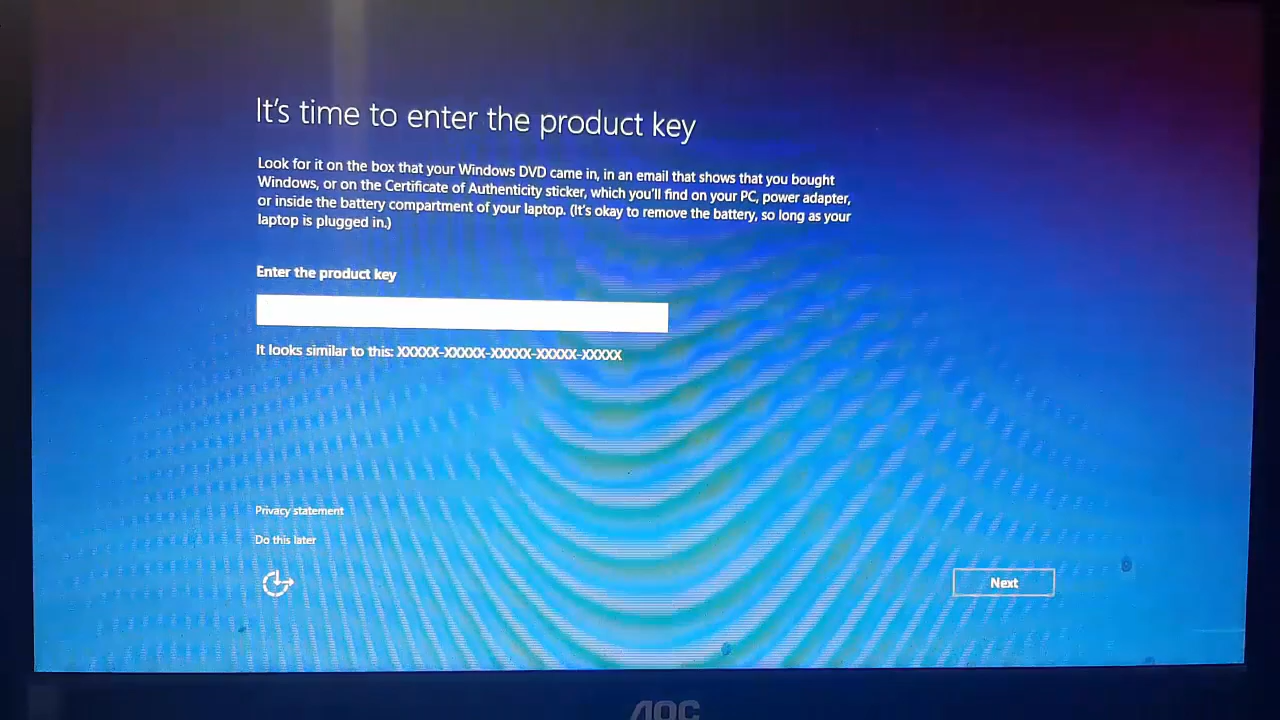 It's time to enter the product key
Look for it on the box that your Windows DVD came in, in an email that shows that you bought
Windows, or on the Certificate of Authenticity sticker, which you'll find on your PC, power adapter,
or inside the battery compartment of your laptop. (It's okay to remove the battery, so long as your
laptop is plugged in.)
Enter the product key
It looks similar to this: XXXXX-XXXXX-XXXXX-XXXXX-XXXXX
Privacy statement
Do this later
Next
AOC